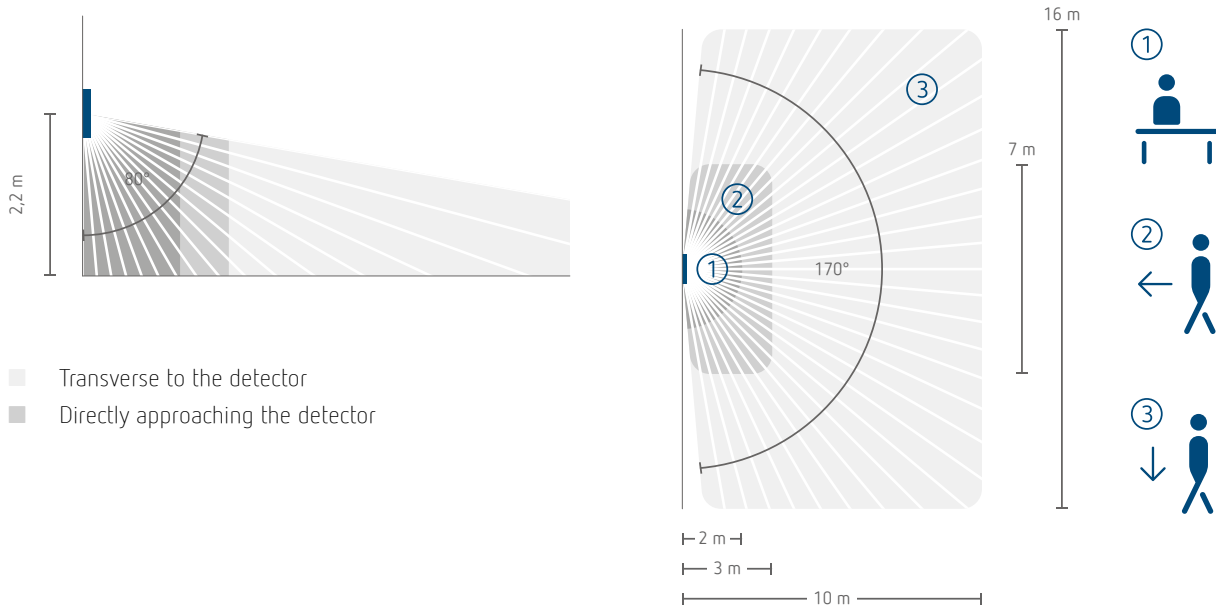 2,2 m
80°
Transverse to the detector
Directly approaching the detector
16 m
3
7 m
2
1
170°
2 m
3 m
10 m
1
2
3